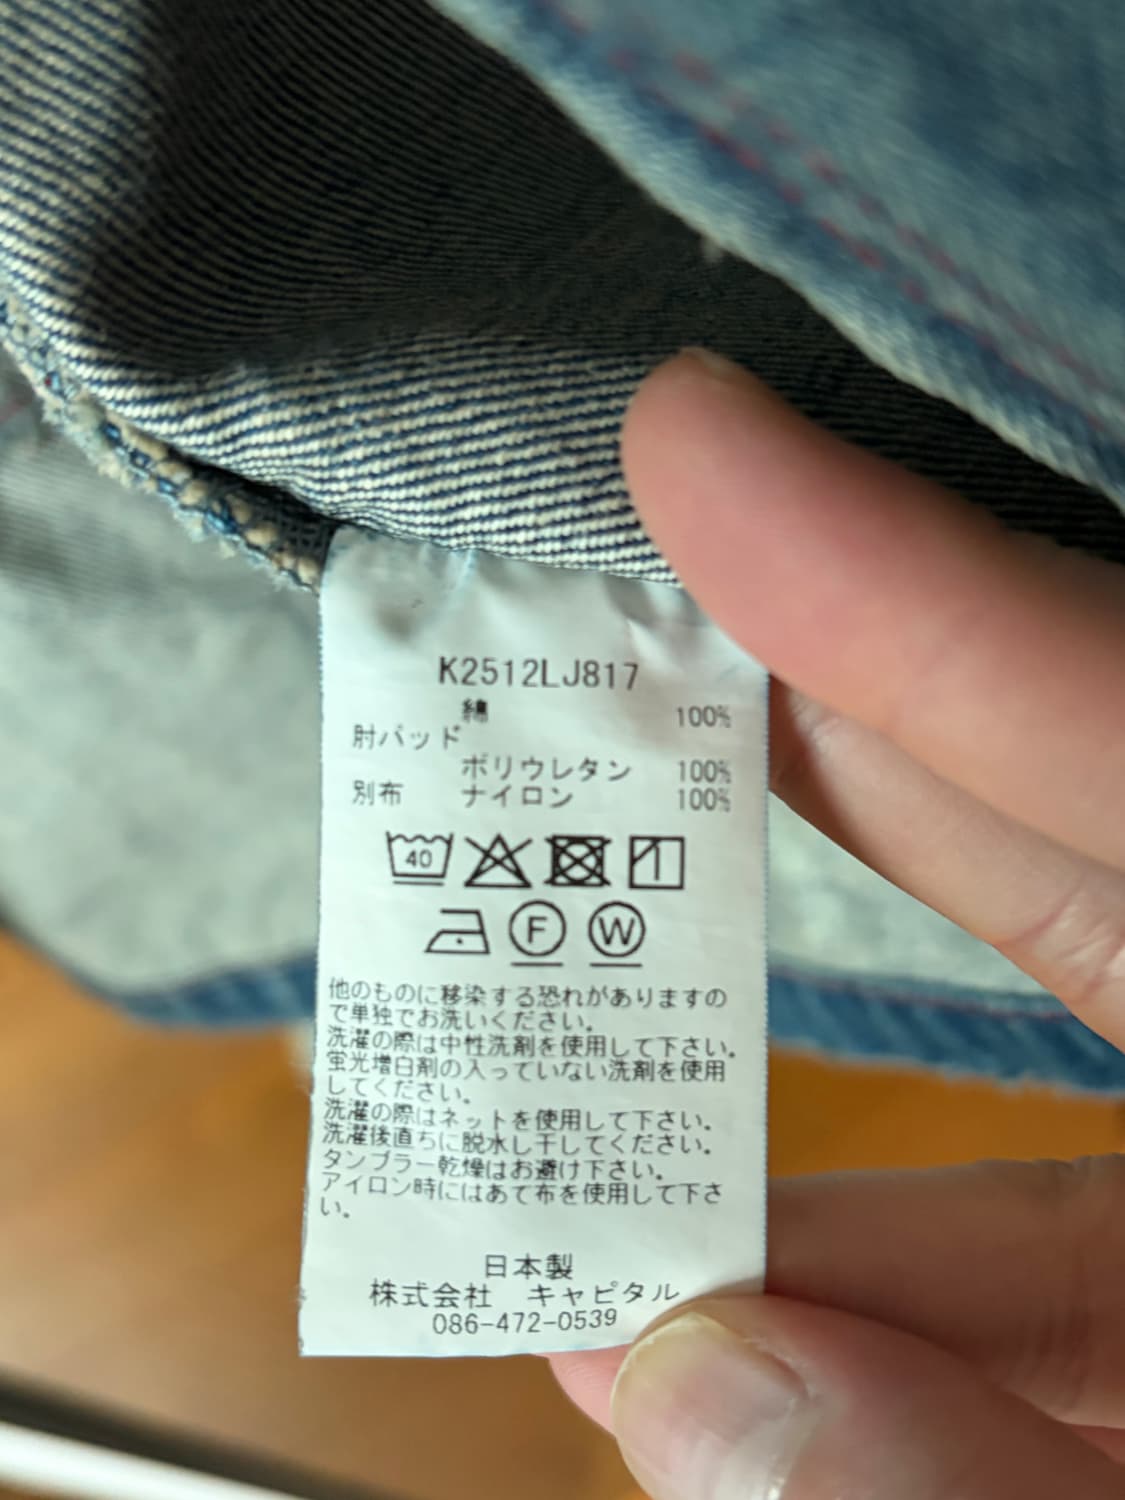 K2512LJ817
綿 100%
肘パッド
ポリウレタン 100%
別布 ナイロン 100%
40
F W
他のものに移染する恐れがありますの
で単独でお洗いください。
洗濯の際は中性洗剤を使用して下さい。
蛍光増白剤の入っていない洗剤を使用
してください。
洗濯の際はネットを使用して下さい。
洗濯後直ちに脱水し干してください。
タンブラー乾燥はお避け下さい。
アイロン時にはあて布を使用して下さ
い。
日本製
株式会社 キャピタル
086-472-0539